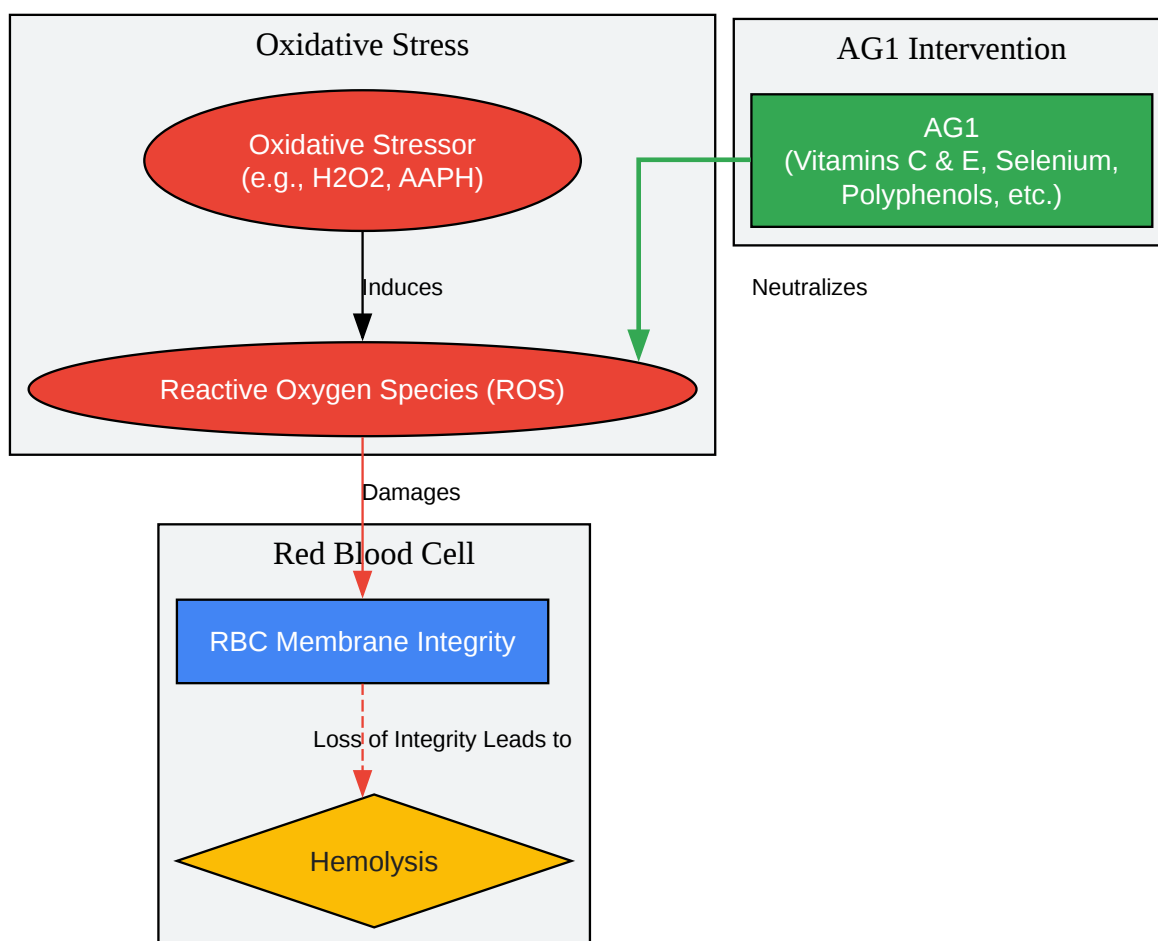 Oxidative Stress
Oxidative Stressor
(e.g., H2O2, AAPH)
Induces
Reactive Oxygen Species (ROS)
AG1 Intervention
AG1
(Vitamins C & E, Selenium,
Polyphenols, etc.)
Neutralizes
Damages
Red Blood Cell
RBC Membrane Integrity
Loss of Integrity Leads to
Hemolysis